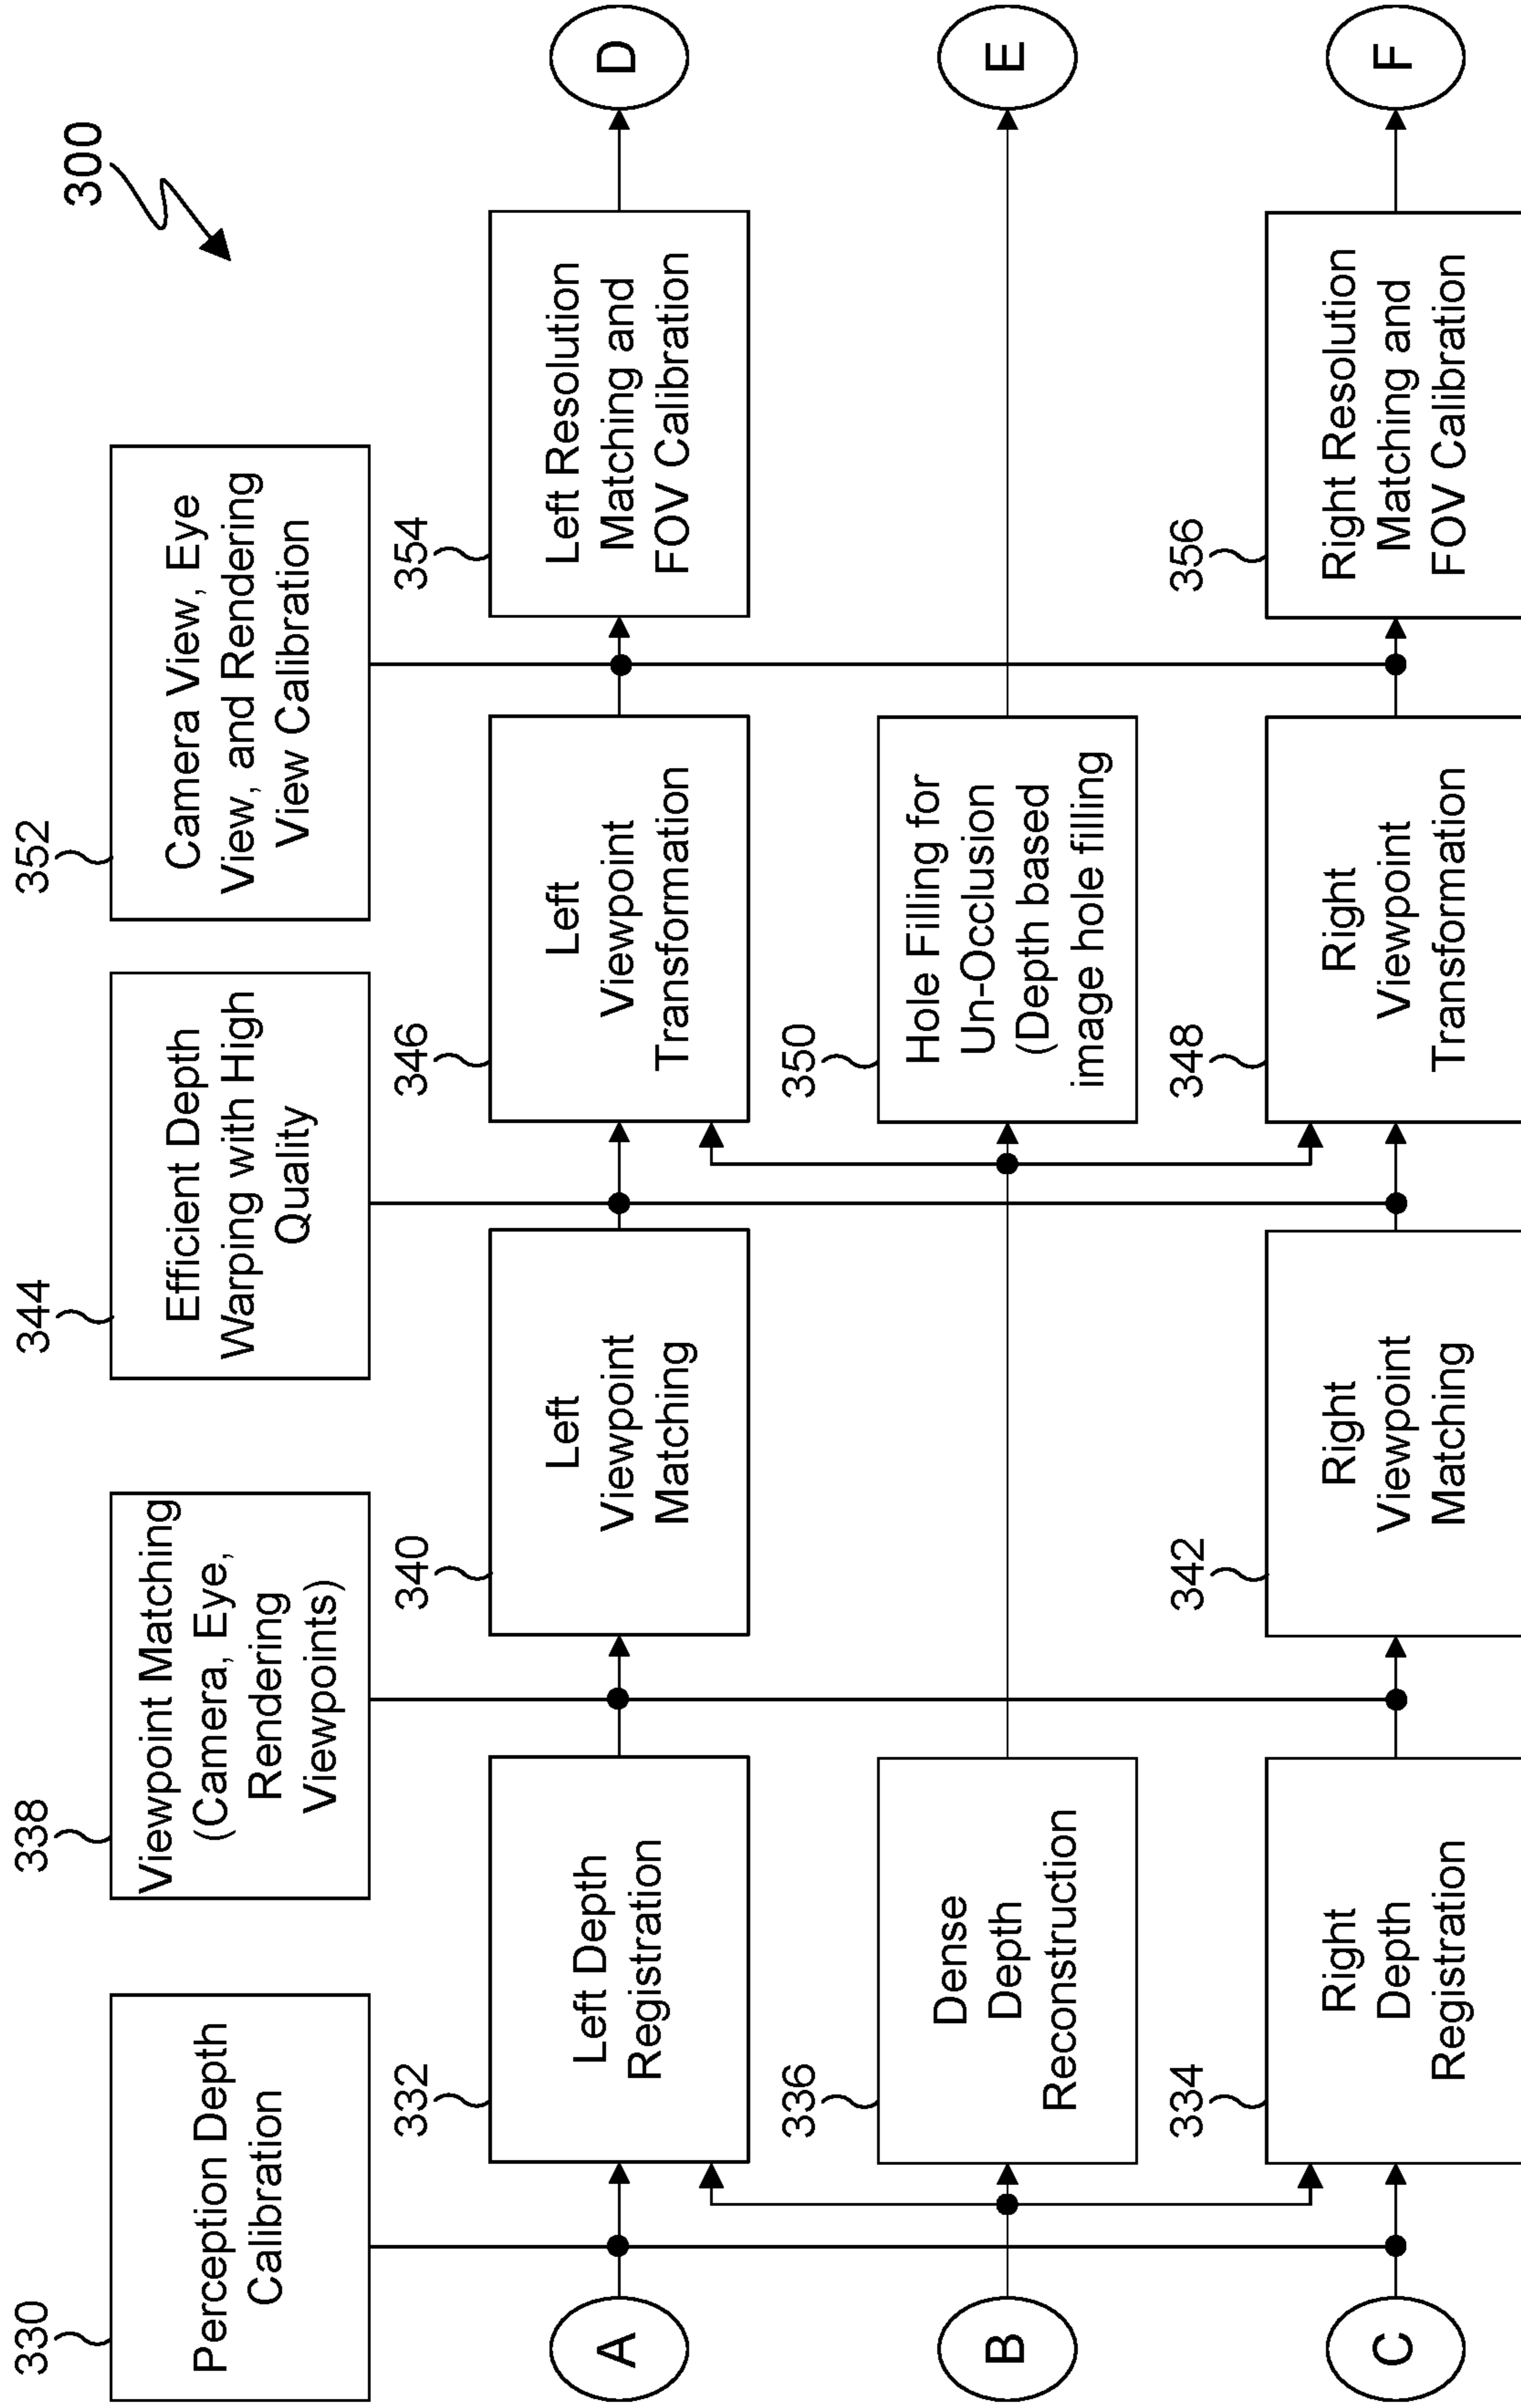 300
330
Perception Depth
Calibration
338
Viewpoint Matching
(Camera, Eye,
Rendering
Viewpoints)
344
Efficient Depth
Warping with High
Quality
352
Camera View, Eye
View, and Rendering
View Calibration
A
332
Left Depth
Registration
340
Left
Viewpoint
Matching
346
Left
Viewpoint
Transformation
354
Left Resolution
Matching and
FOV Calibration
D
B
336
Dense
Depth
Reconstruction
350
Hole Filling for
Un-Occlusion
(Depth based
image hole filling
E
C
334
Right
Depth
Registration
342
Right
Viewpoint
Matching
348
Right
Viewpoint
Transformation
356
Right Resolution
Matching and
FOV Calibration
F